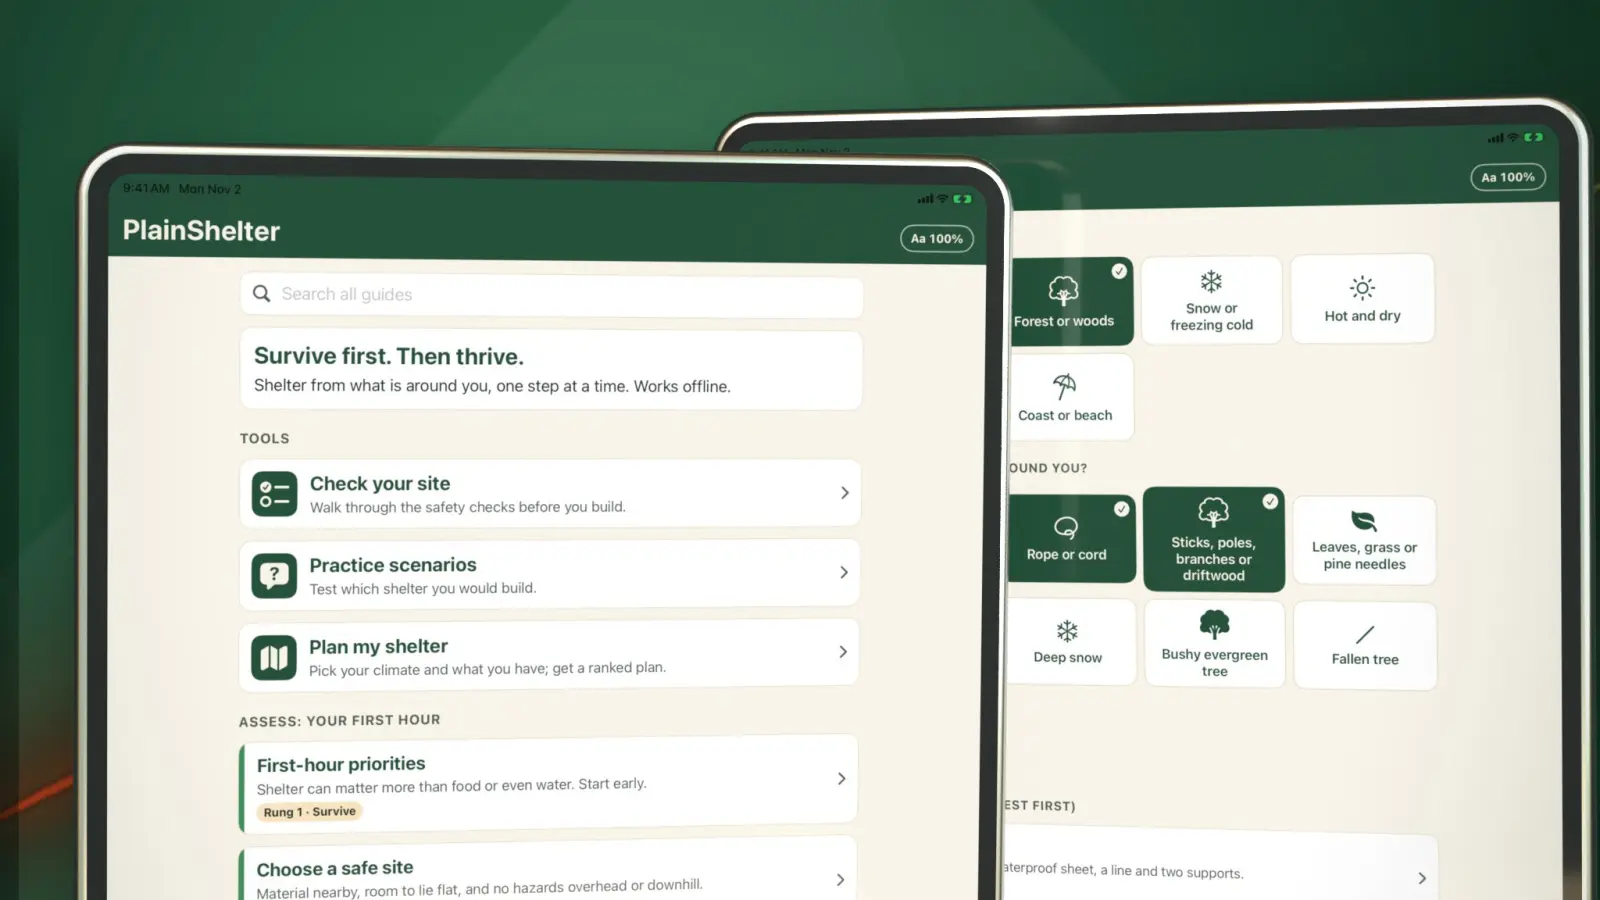 9:41 AM Mon Nov 2
PlainShelter
Aa 100%
Search all guides
Survive first. Then thrive.
Shelter from what is around you, one step at a time. Works offline.
TOOLS
Check your site
Walk through the safety checks before you build.
Practice scenarios
Test which shelter you would build.
Plan my shelter
Pick your climate and what you have; get a ranked plan.
ASSESS: YOUR FIRST HOUR
First-hour priorities
Shelter can matter more than food or even water. Start early.
Rung 1 · Survive
Choose a safe site
Material nearby, room to lie flat, and no hazards overhead or downhill.
Aa 100%
Forest or woods
Snow or
freezing cold
Hot and dry
Coast or beach
OUND YOU?
Rope or cord
Sticks, poles,
branches or
driftwood
Leaves, grass or
pine needles
Deep snow
Bushy evergreen
tree
Fallen tree
EST FIRST)
aterproof sheet, a line and two supports.